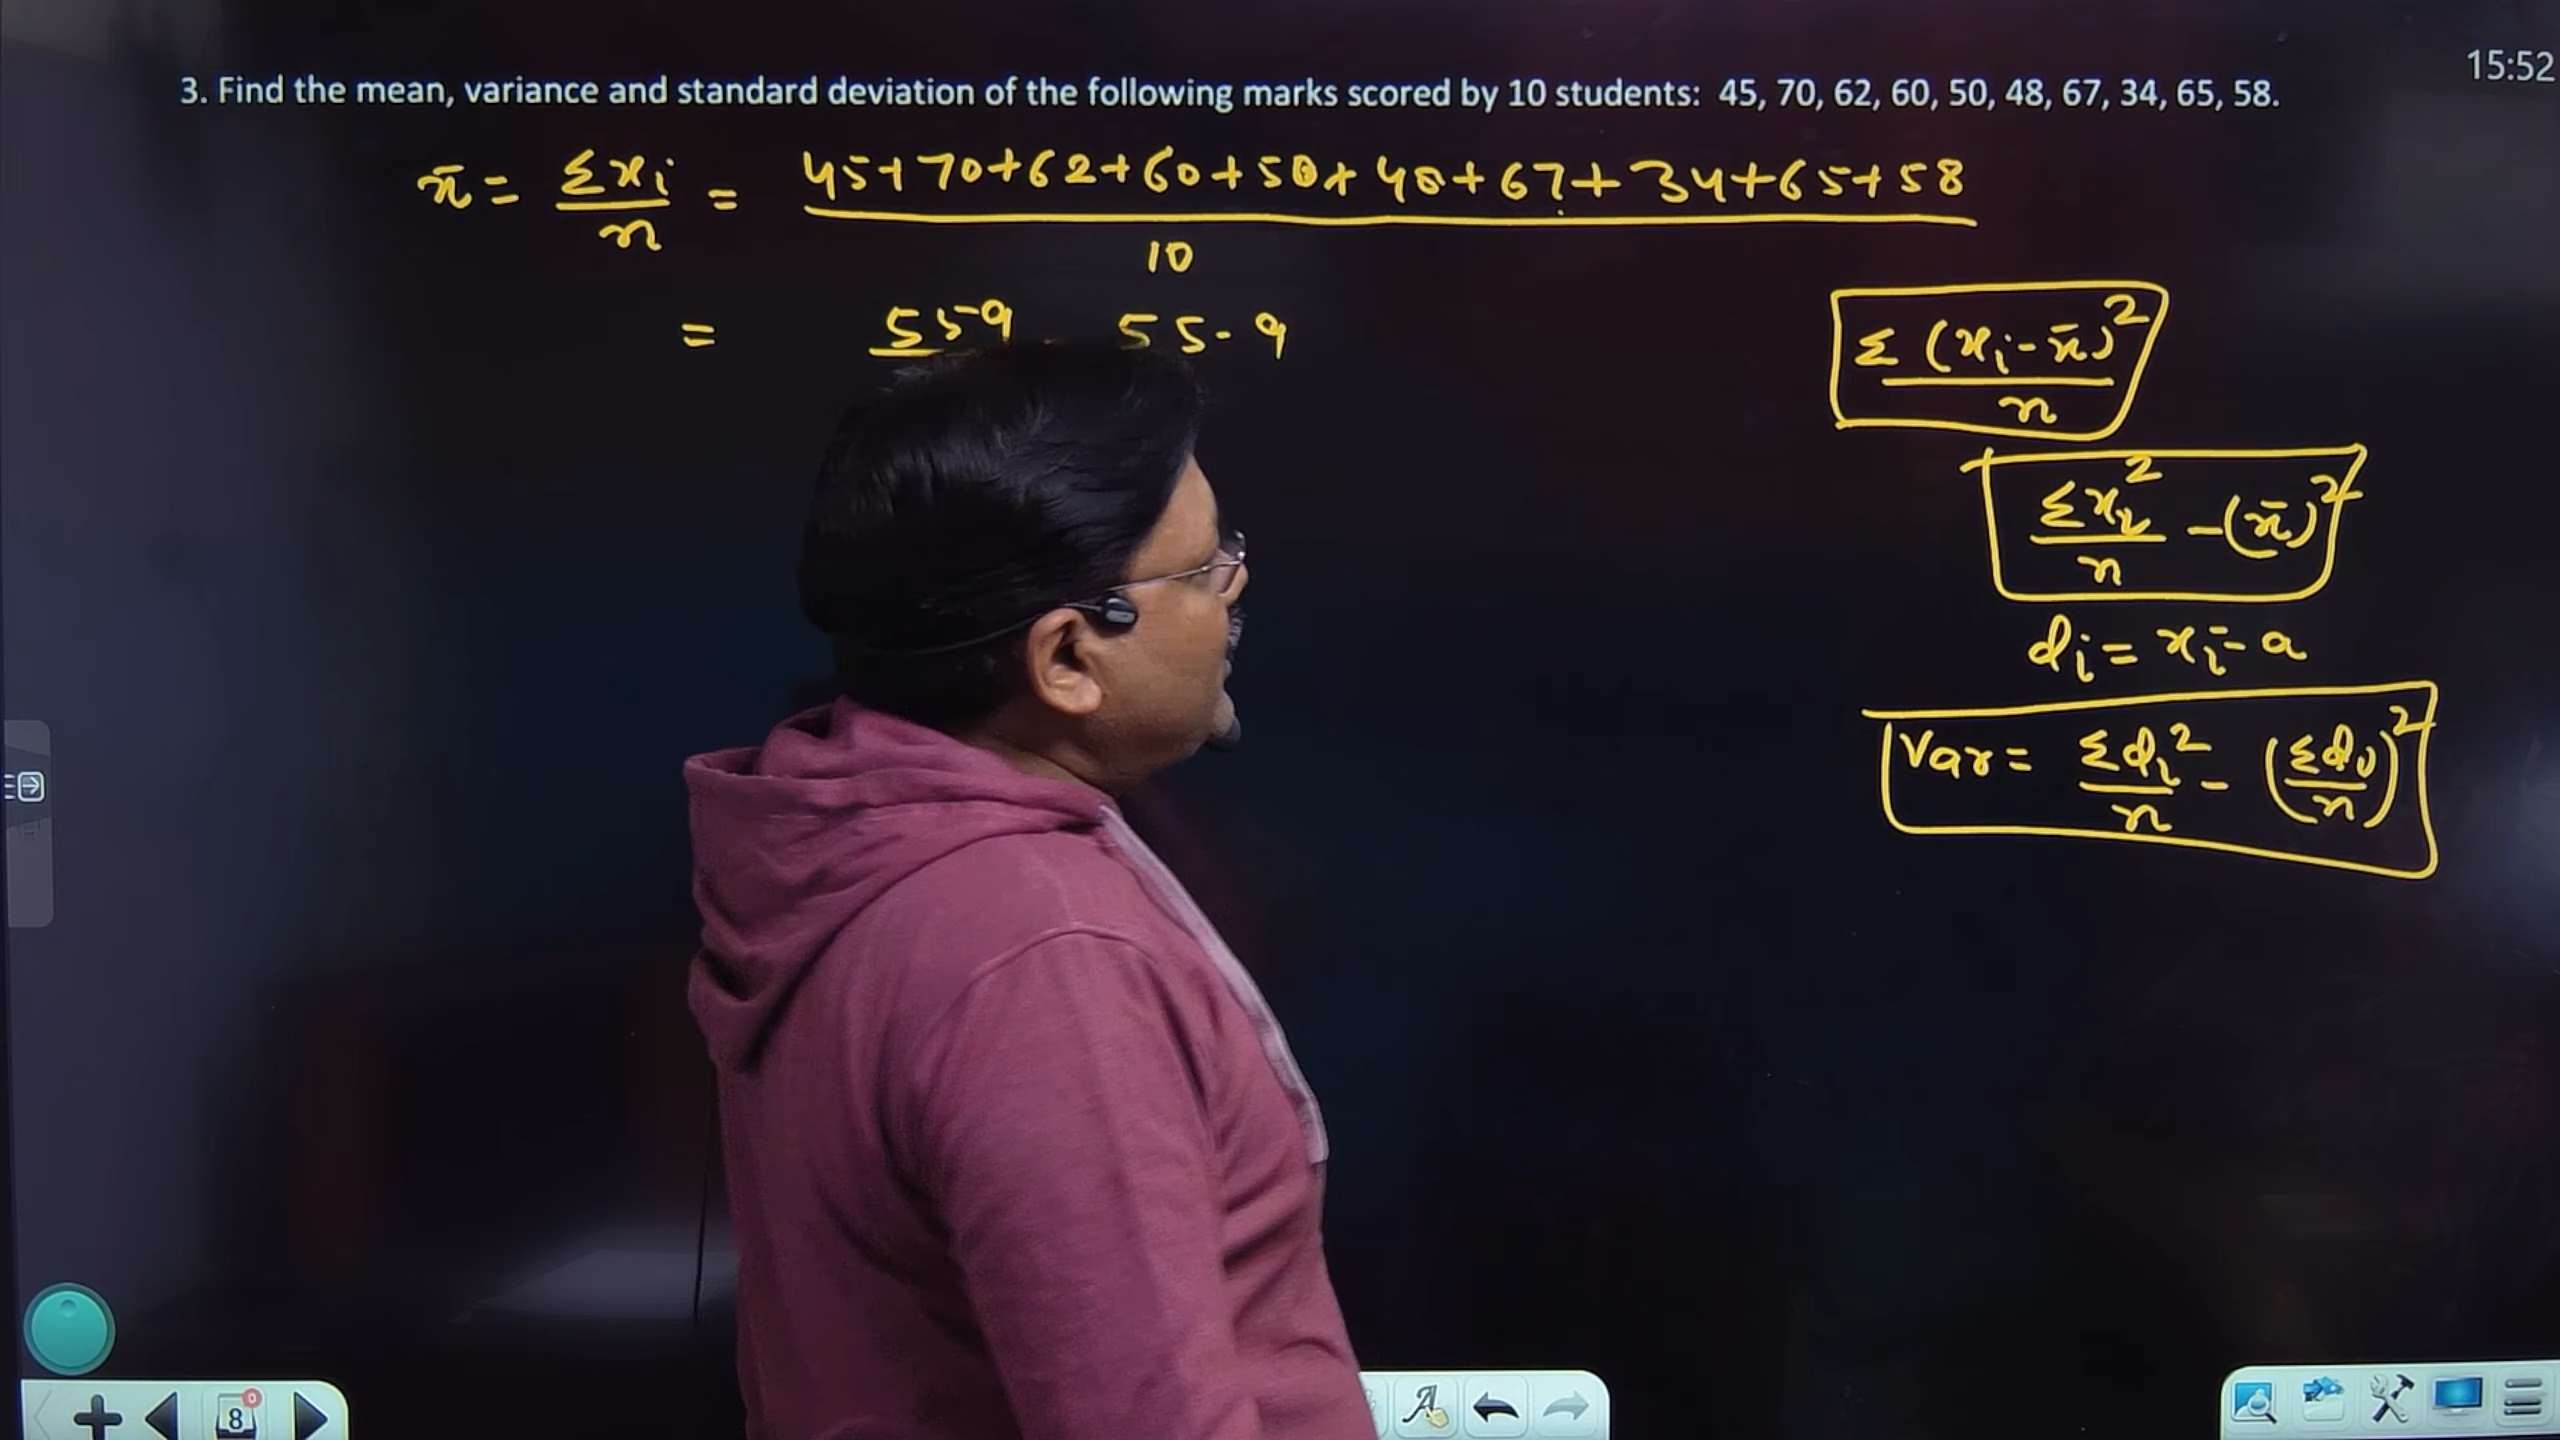 15:52
3. Find the mean, variance and standard deviation of the following marks scored by 10 students: 45, 70, 62, 60, 50, 48, 67, 34, 65, 58.
x̄ = Σxi/n = (45+70+62+60+50+48+67+34+65+58)/10
= 559 = 55.9
Σ(xi-x̄)²/n
Σxi²/n - (x̄)²
di = xi - a
Var = Σdi²/n - (Σdi/n)²
8
0
A